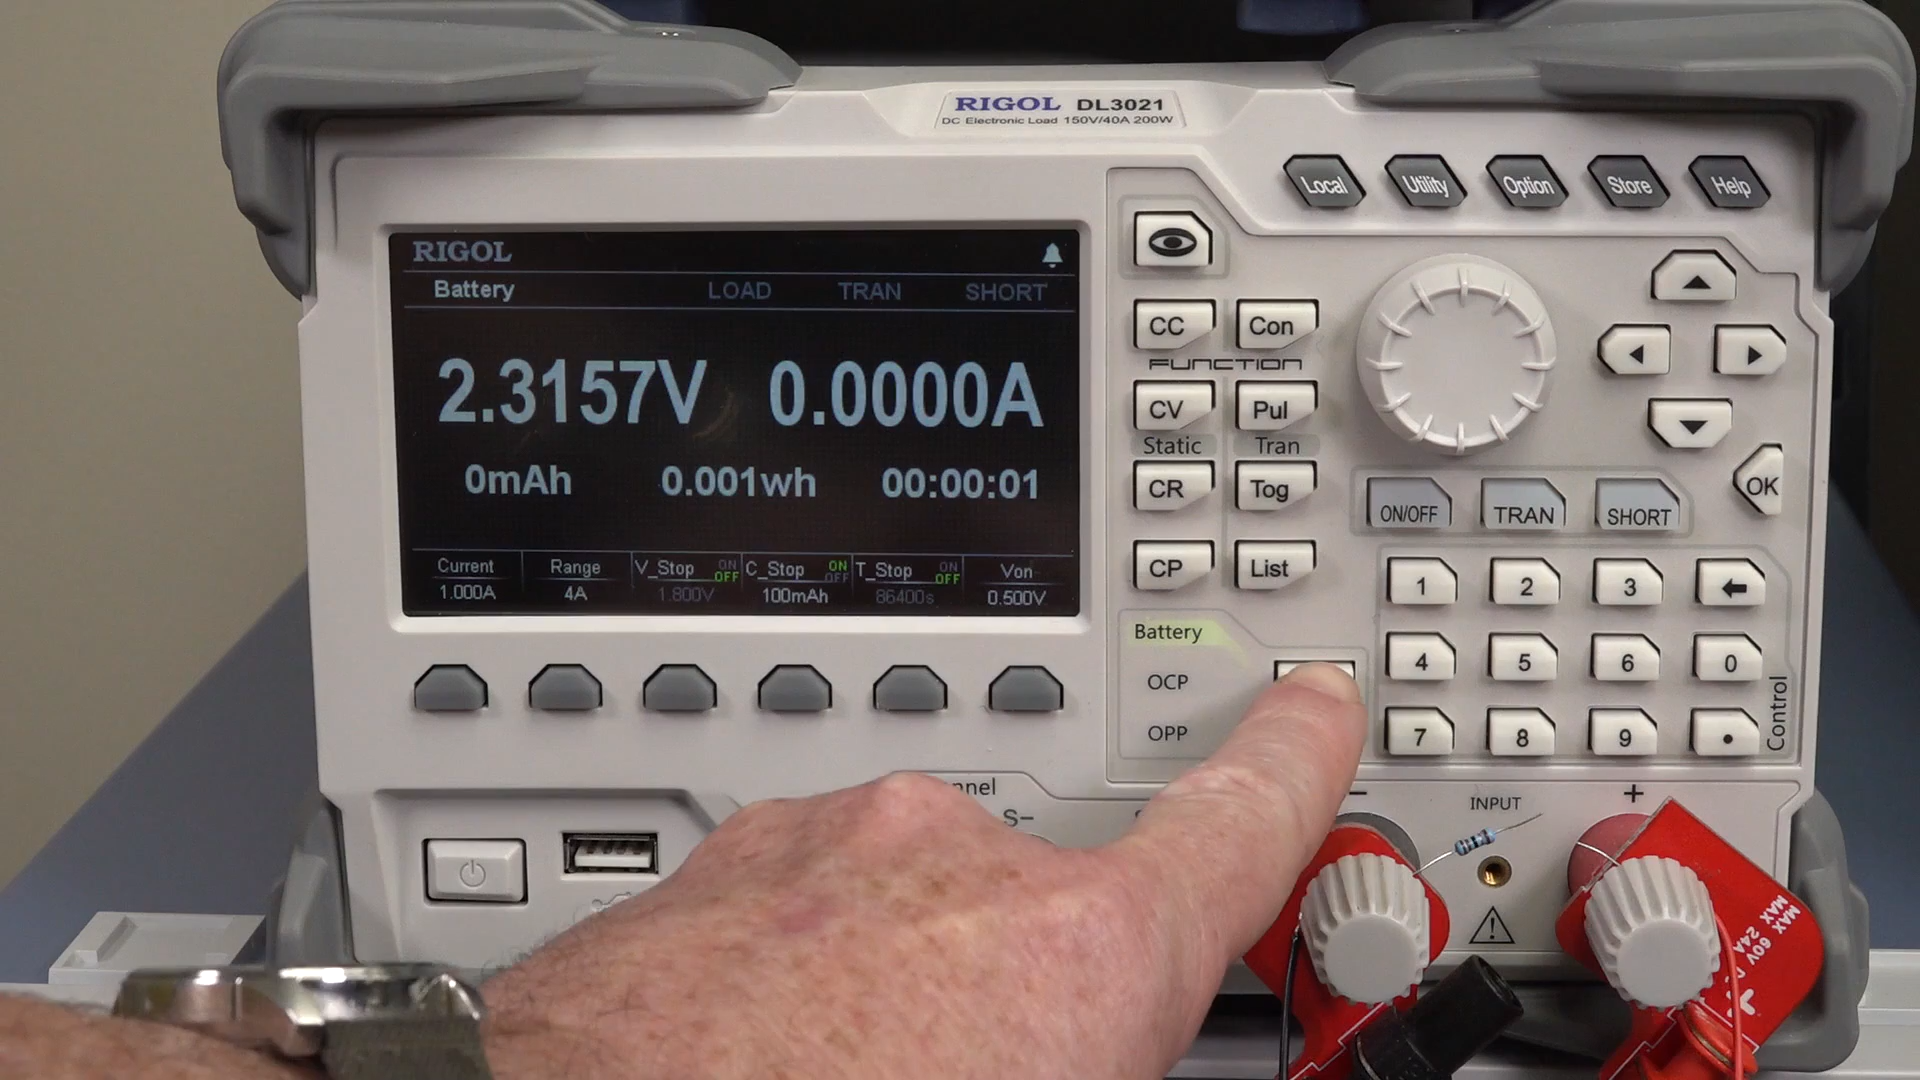 RIGOL DL3021
DC Electronic Load 150V/40A 200W
Local Utility Option Store Help
RIGOL
Battery LOAD TRAN SHORT
2.3157V 0.0000A
0mAh 0.001wh 00:00:01
Current Range V_Stop ON OFF C_Stop ON OFF T_Stop ON OFF Von
1.000A 4A 1.800V 100mAh 86400s 0.500V
CC Con
FUNCTION
CV Pul
Static Tran
CR Tog
CP List
ON/OFF TRAN SHORT
OK
1 2 3
4 5 6 0
7 8 9 .
Control
Battery
OCP
OPP
S-
- INPUT +
MAX 60V
MAX 24A